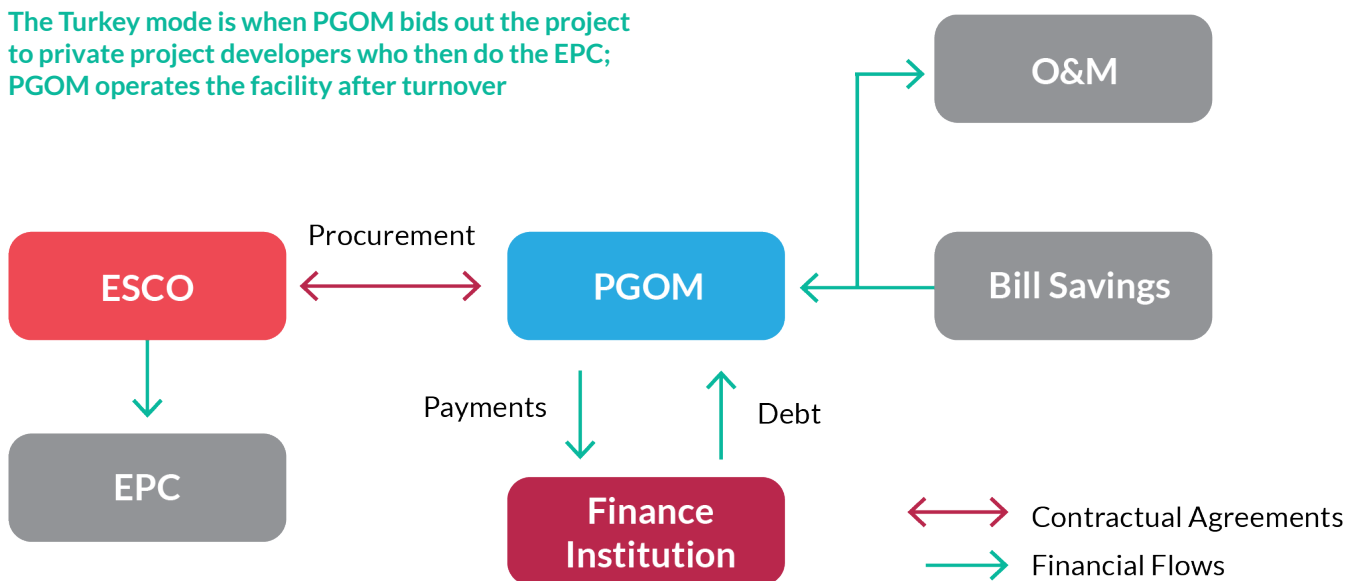 The Turkey mode is when PGOM bids out the project
to private project developers who then do the EPC;
PGOM operates the facility after turnover
O&M
Procurement
ESCO
PGOM
Bill Savings
Payments
Debt
EPC
Finance
Institution
Contractual Agreements
Financial Flows